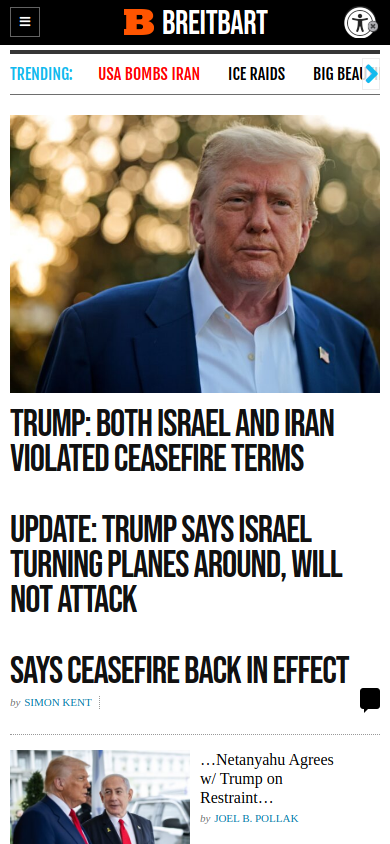 BREITBART
TRENDING: USA BOMBS IRAN ICE RAIDS BIG
TRUMP: BOTH ISRAEL AND IRAN
VIOLATED CEASEFIRE TERMS
UPDATE: TRUMP SAYS ISRAEL
TURNING PLANES AROUND, WILL
NOT ATTACK
SAYS CEASEFIRE BACK IN EFFECT
by SIMON KENT
…Netanyahu Agrees
w/ Trump on
Restraint…
by JOEL B. POLLAK